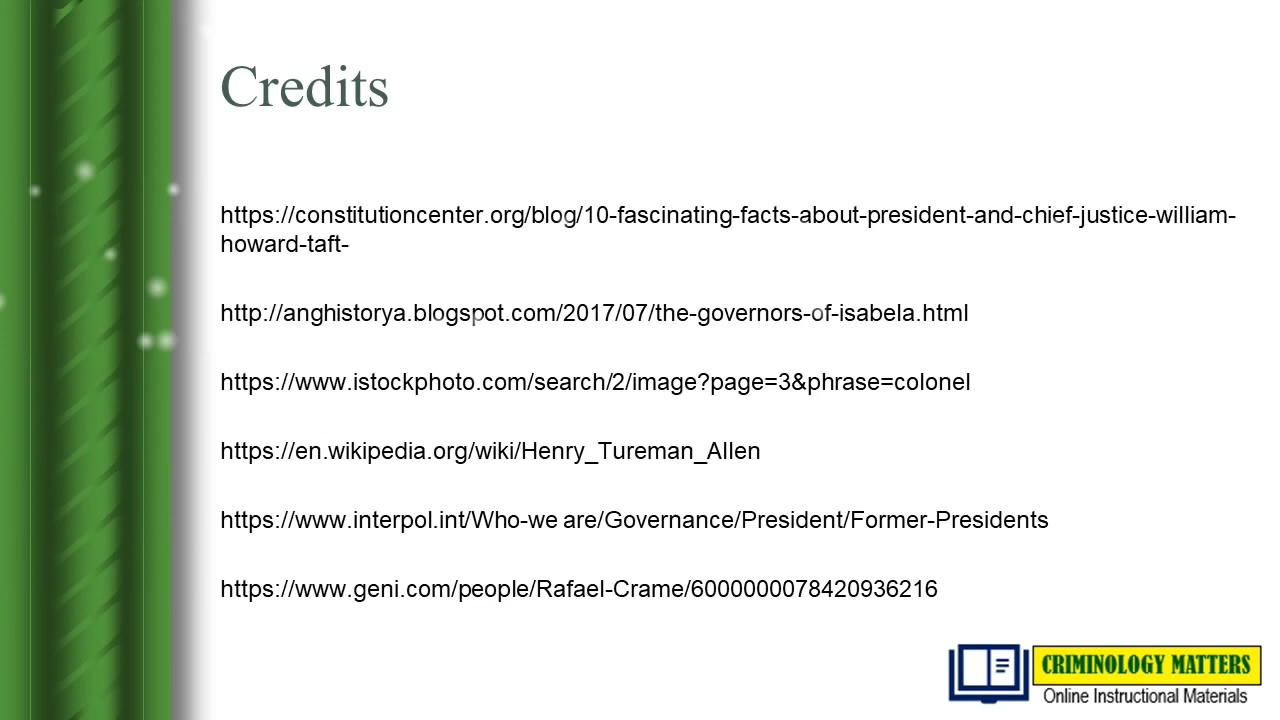 Credits
https://constitutioncenter.org/blog/10-fascinating-facts-about-president-and-chief-justice-william-
howard-taft-
http://anghistorya.blogspot.com/2017/07/the-governors-of-isabela.html
https://www.istockphoto.com/search/2/image?page=3&phrase=colonel
https://en.wikipedia.org/wiki/Henry_Tureman_Allen
https://www.interpol.int/Who-we are/Governance/President/Former-Presidents
https://www.geni.com/people/Rafael-Crame/6000000078420936216
CRIMINOLOGY MATTERS
Online Instructional Materials